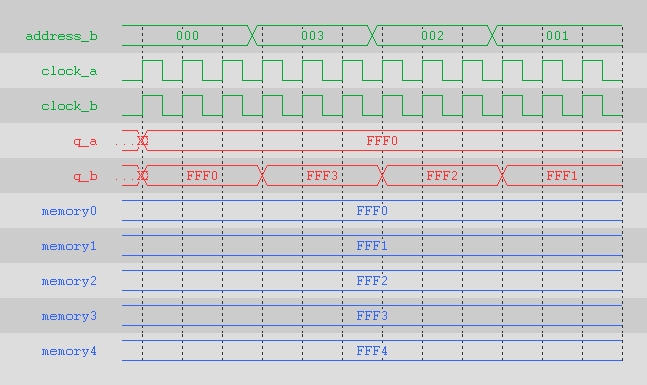 address_b 000 003 002 001
clock_a
clock_b
q_a ... FFF0
q_b ... FFF0 FFF3 FFF2 FFF1
memory0 FFF0
memory1 FFF1
memory2 FFF2
memory3 FFF3
memory4 FFF4